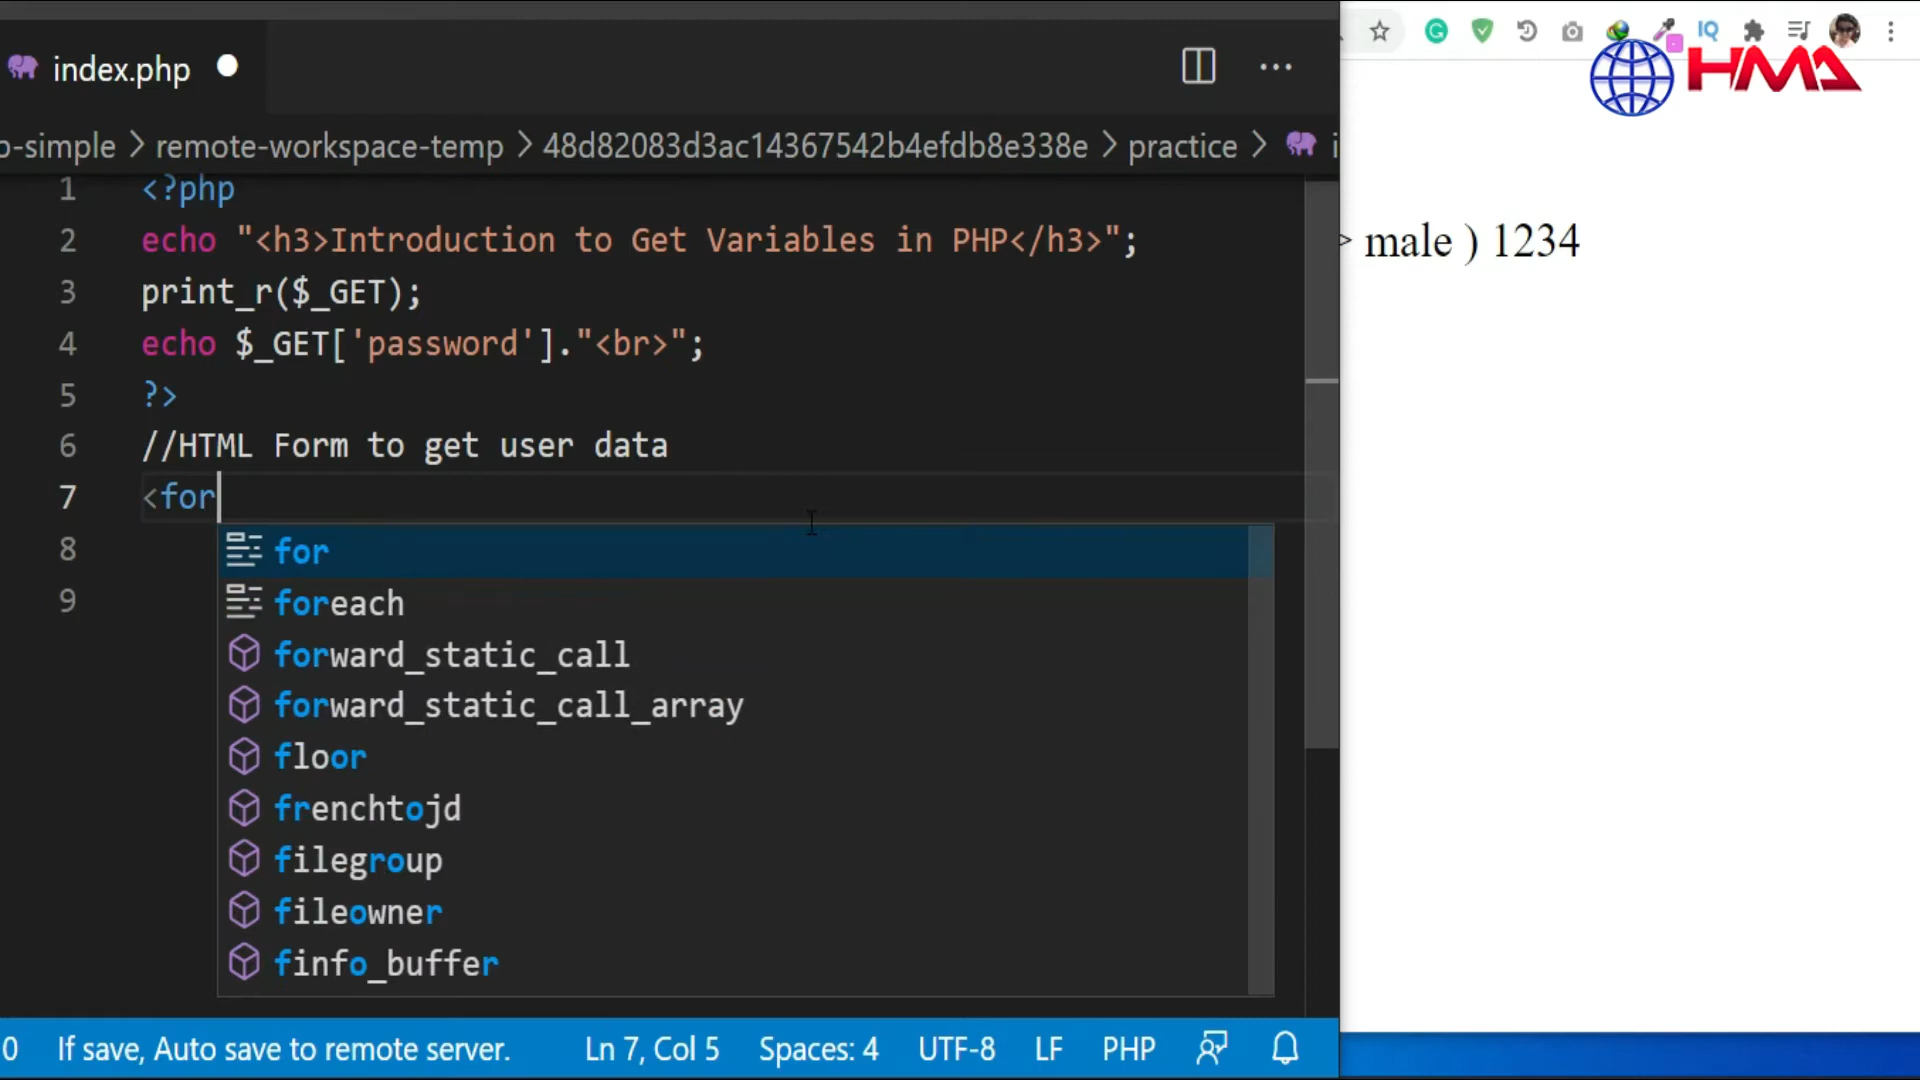 index.php
IQ
HMA
o-simple > remote-workspace-temp > 48d82083d3ac14367542b4efdb8e338e > practice > i
1 <?php
2 echo "<h3>Introduction to Get Variables in PHP</h3>";
3 print_r($_GET);
4 echo $_GET['password']."<br>";
5 ?>
6 //HTML Form to get user data
7 <for
8
9
for
foreach
forward_static_call
forward_static_call_array
floor
frenchtojd
filegroup
fileowner
finfo_buffer
0 If save, Auto save to remote server. Ln 7, Col 5 Spaces: 4 UTF-8 LF PHP
> male ) 1234